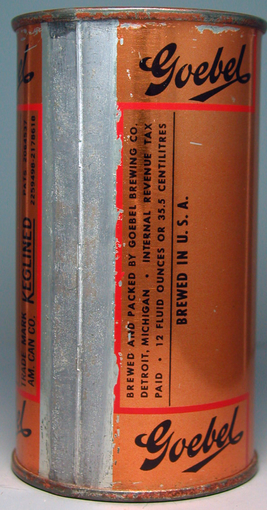 Goebel
BREWED AND PACKED BY GOEBEL BREWING CO.
DETROIT, MICHIGAN • INTERNAL REVENUE TAX
PAID • 12 FLUID OUNCES OR 35.5 CENTILITRES
BREWED IN U. S. A.
Goebel
TRADE MARK KEGLINED
AM. CAN CO.